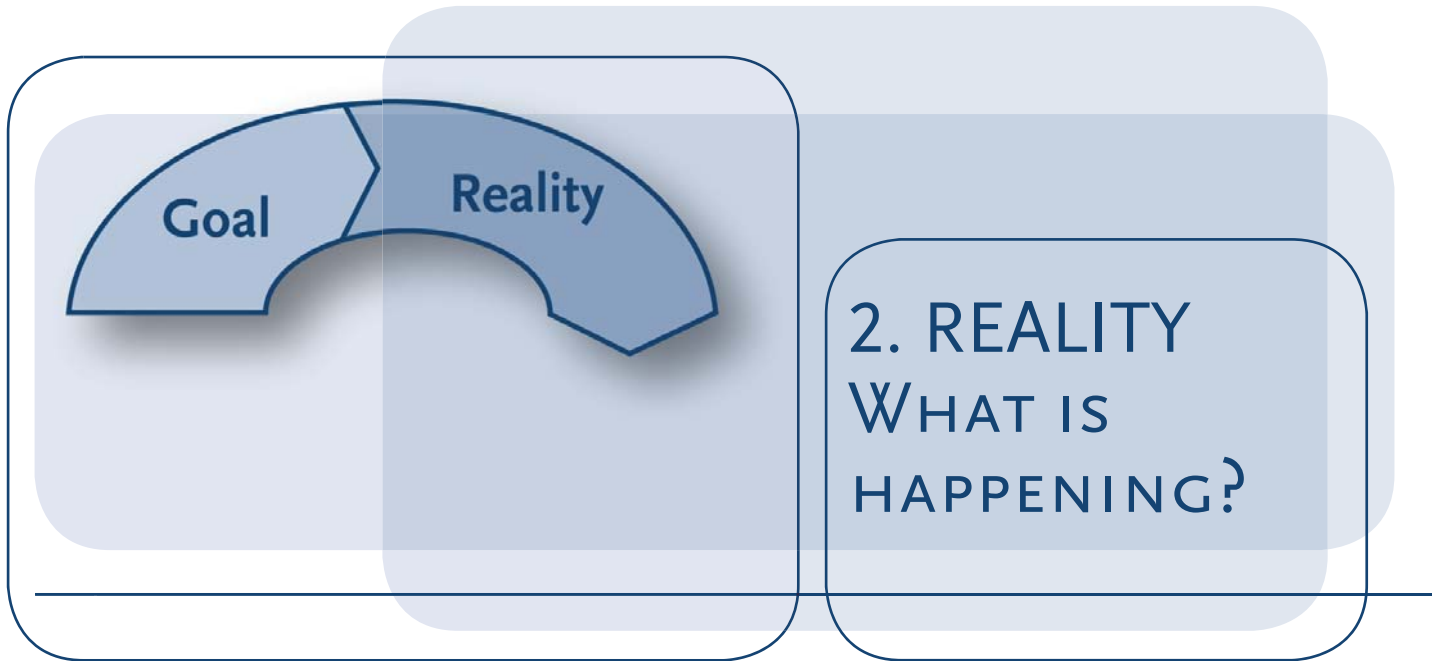 Goal
Reality
2. REALITY
What is
happening?